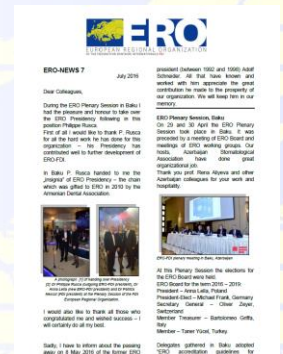 ERO
EUROPEAN REGIONAL ORGANIZATION
ERO-NEWS 7
July 2016
Dear Colleagues,
During the ERO Plenary Session in Baku I
had the pleasure and honour to take over
the ERO Presidency following in this
position Philippe Rusca.
First of all I would like to thank P. Rusca
for all the hard work he has done for this
organization – his Presidency has
contributed well to further development of
ERO-FDI.
In Baku P. Rusca handed to me the
„insignia" of ERO Presidency – the chain
which was gifted to ERO in 2010 by the
Armenian Dental Association.
I would also like to thank all those who
congratulated me and wished success – I
will certainly do all my best.
Sadly, I have to inform about the passing
away on 8 May 2016 of the former ERO
president (between 1992 and 1995) Adolf
Schneider. All that have known and
worked with him appreciate the great
contribution he made to the prosperity of
our organization. We will keep him in our
memory.
ERO Plenary Session, Baku
On 29 and 30 April the ERO Plenary
Session took place in Baku. It was
preceded by a meeting of ERO Board and
meetings of ERO working groups. Our
hosts, Azerbaijan Stomatological
Association have done great
organizational job.
Thank you prof. Rena Aliyeva and other
Azerbaijan colleagues for your work and
hospitality.
ERO-FDI plenary meeting in Baku, Azerbaijan
At this Plenary Session the elections for
the ERO Board were held.
ERO Board for the term 2016 – 2019:
President – Anna Lella, Poland
President-Elect – Michael Frank, Germany
Secretary General – Oliver Zeyer,
Switzerland
Member Treasurer – Bartolomeo Griffa,
Italy
Member – Taner Yücel, Turkey.
Delegates gathered in Baku adopted
"ERO accreditation guidelines for